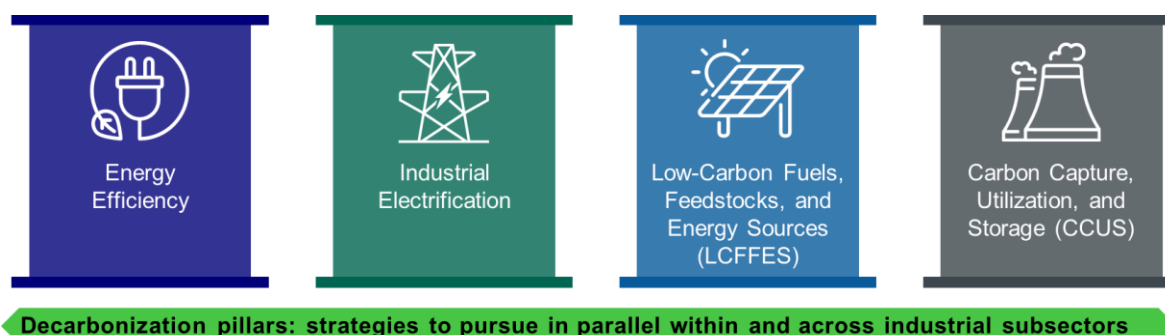 Energy
Efficiency
Industrial
Electrification
Low-Carbon Fuels,
Feedstocks, and
Energy Sources
(LCFFES)
Carbon Capture,
Utilization, and
Storage (CCUS)
Decarbonization pillars: strategies to pursue in parallel within and across industrial subsectors